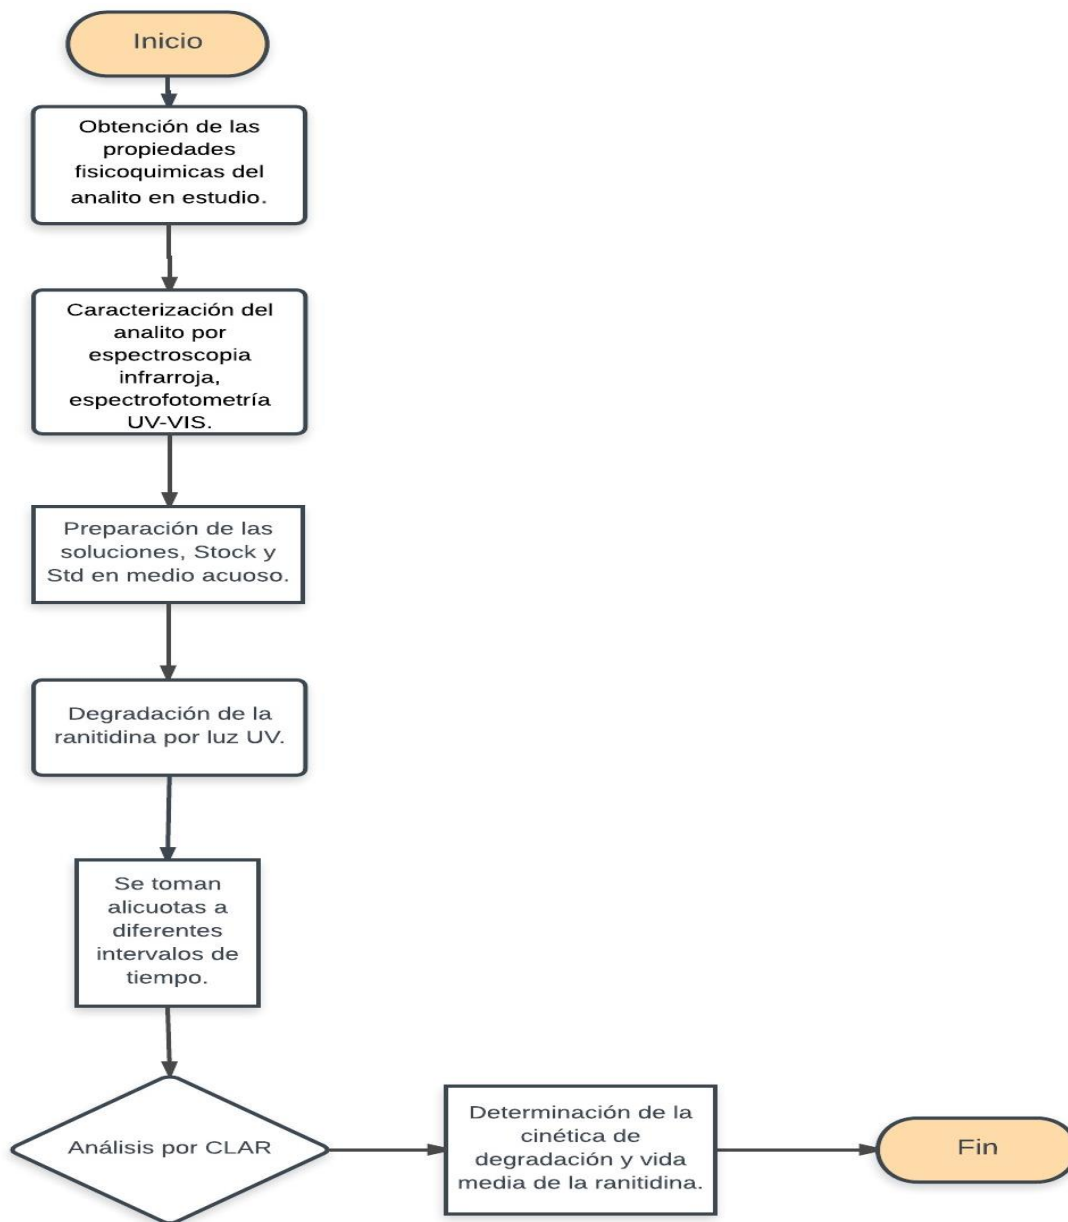 Inicio
Obtención de las
propiedades
fisicoquimicas del
analito en estudio.
Caracterización del
analito por
espectroscopia
infrarroja,
espectrofotometría
UV-VIS.
Preparación de las
soluciones, Stock y
Std en medio acuoso.
Degradación de la
ranitidina por luz UV.
Se toman
alicuotas a
diferentes
intervalos de
tiempo.
Análisis por CLAR
Determinación de la
cinética de
degradación y vida
media de la ranitidina.
Fin